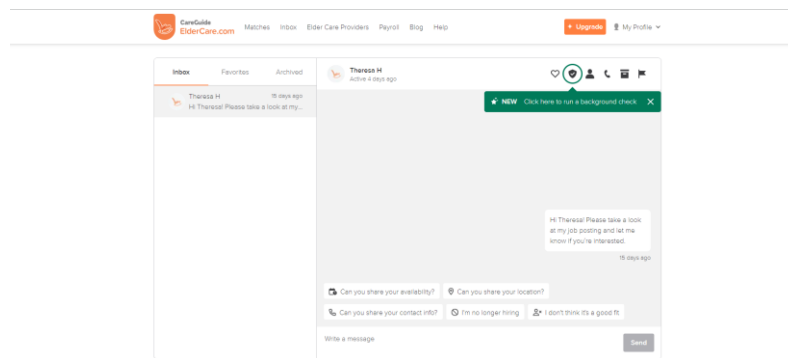 CareGuide
ElderCare.com
Matches Inbox Elder Care Providers Payroll Blog Help
+ Upgrade My Profile
Inbox Favorites Archived
Theresa H 15 days ago
Hi Theresa! Please take a look at my...
Theresa H
Active 4 days ago
NEW Click here to run a background check X
Hi Theresa! Please take a look
at my job posting and let me
know if you're interested.
15 days ago
Can you share your availability? Can you share your location?
Can you share your contact info? I'm no longer hiring I don't think it's a good fit
Write a message
Send